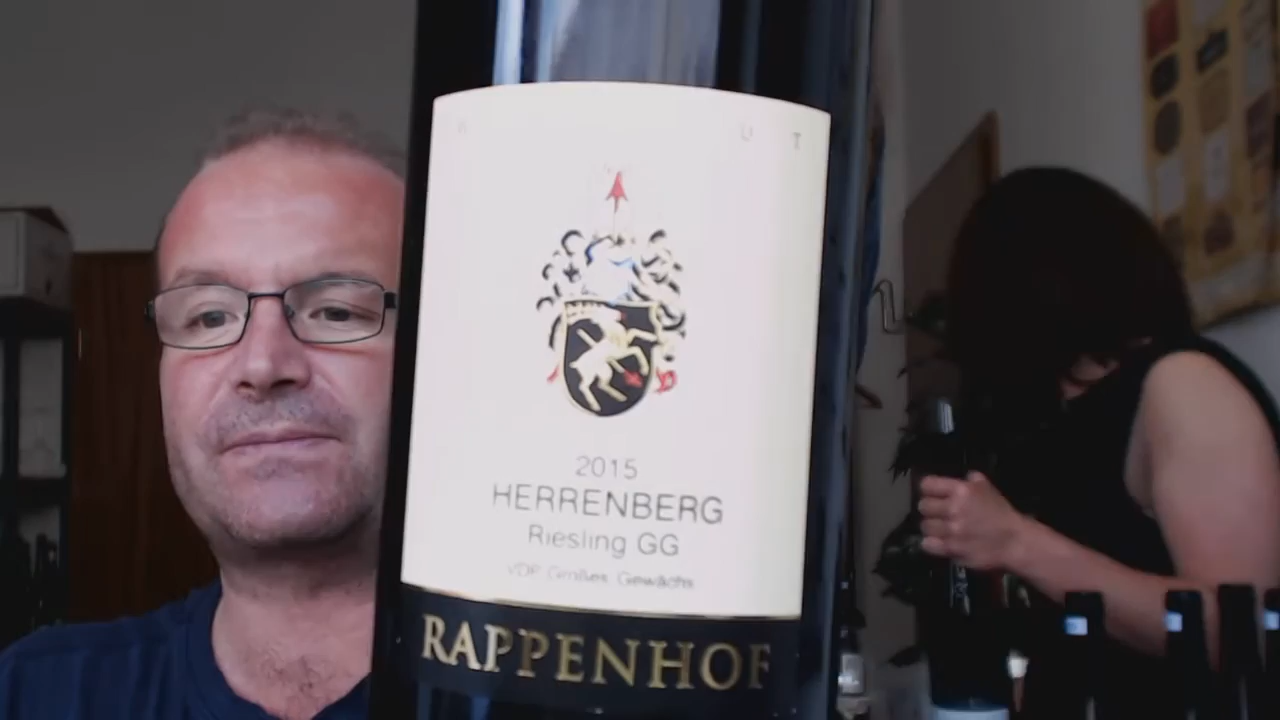 2015
HERRENBERG
Riesling GG
VDP Großes Gewächs
RAPPENHOF